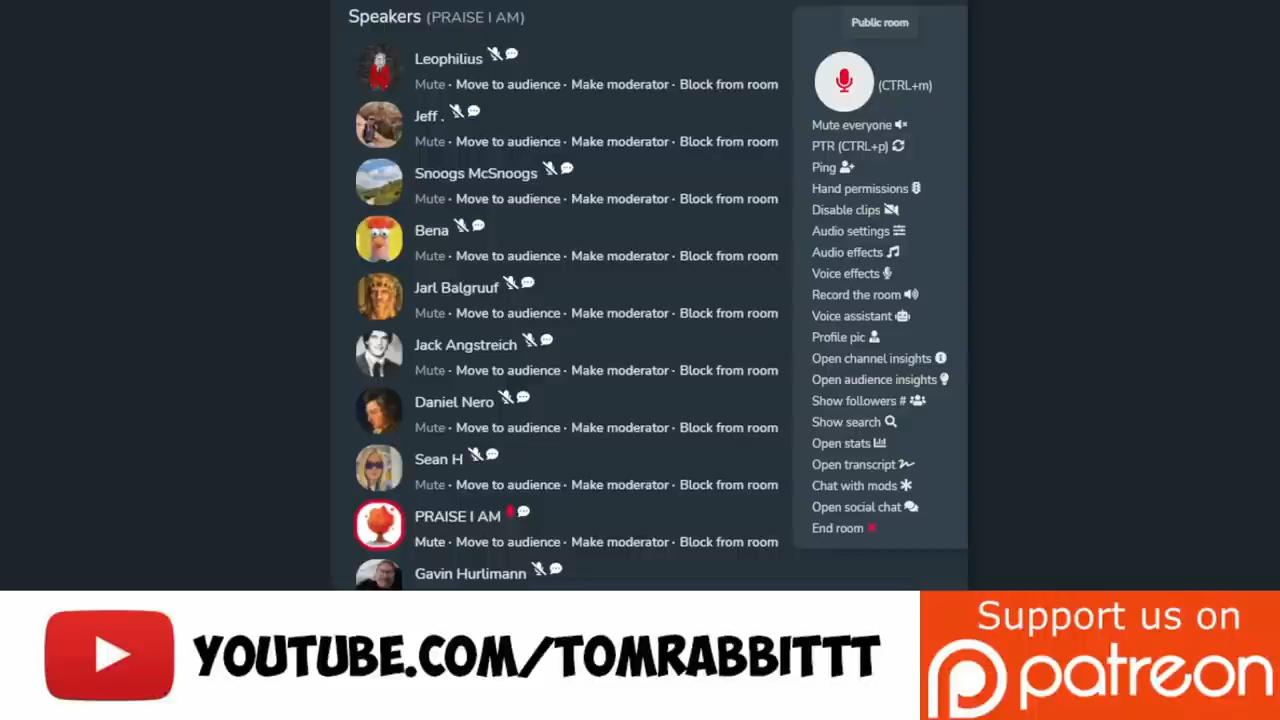 Speakers (PRAISE I AM)
Leophilius
Mute · Move to audience · Make moderator · Block from room
Jeff .
Mute · Move to audience · Make moderator · Block from room
Snoogs McSnoogs
Mute · Move to audience · Make moderator · Block from room
Bena
Mute · Move to audience · Make moderator · Block from room
Jarl Balgruuf
Mute · Move to audience · Make moderator · Block from room
Jack Angstreich
Mute · Move to audience · Make moderator · Block from room
Daniel Nero
Mute · Move to audience · Make moderator · Block from room
Sean H
Mute · Move to audience · Make moderator · Block from room
PRAISE I AM
Mute · Move to audience · Make moderator · Block from room
Gavin Hurlimann
Public room
(CTRL+m)
Mute everyone
PTR (CTRL+p)
Ping
Hand permissions
Disable clips
Audio settings
Audio effects
Voice effects
Record the room
Voice assistant
Profile pic
Open channel insights
Open audience insights
Show followers #
Show search
Open stats
Open transcript
Chat with mods
Open social chat
End room
YOUTUBE.COM/TOMRABBITTT
Support us on
patreon